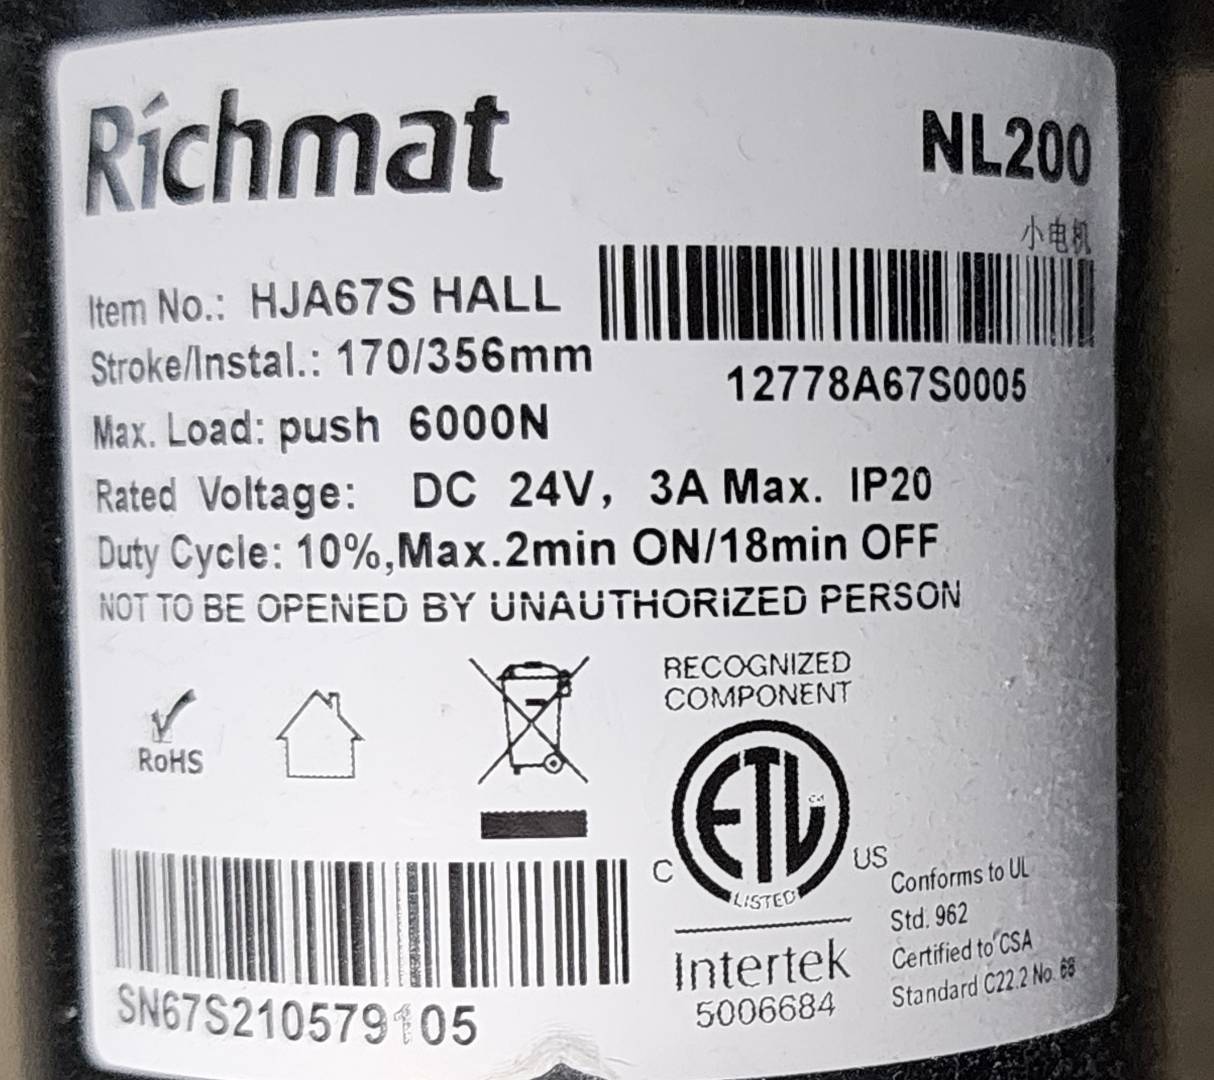 Richmat
NL200
小电机
Item No.: HJA67S HALL
Stroke/Instal.: 170/356mm
12778A67S0005
Max. Load: push 6000N
Rated Voltage: DC 24V, 3A Max. IP20
Duty Cycle: 10%,Max.2min ON/18min OFF
NOT TO BE OPENED BY UNAUTHORIZED PERSON
RoHS
RECOGNIZED
COMPONENT
ETL
CM
LISTED
C
US
Intertek
5006684
Conforms to UL
Std. 962
Certified to CSA
Standard C22.2 No. 68
SN67S210579105